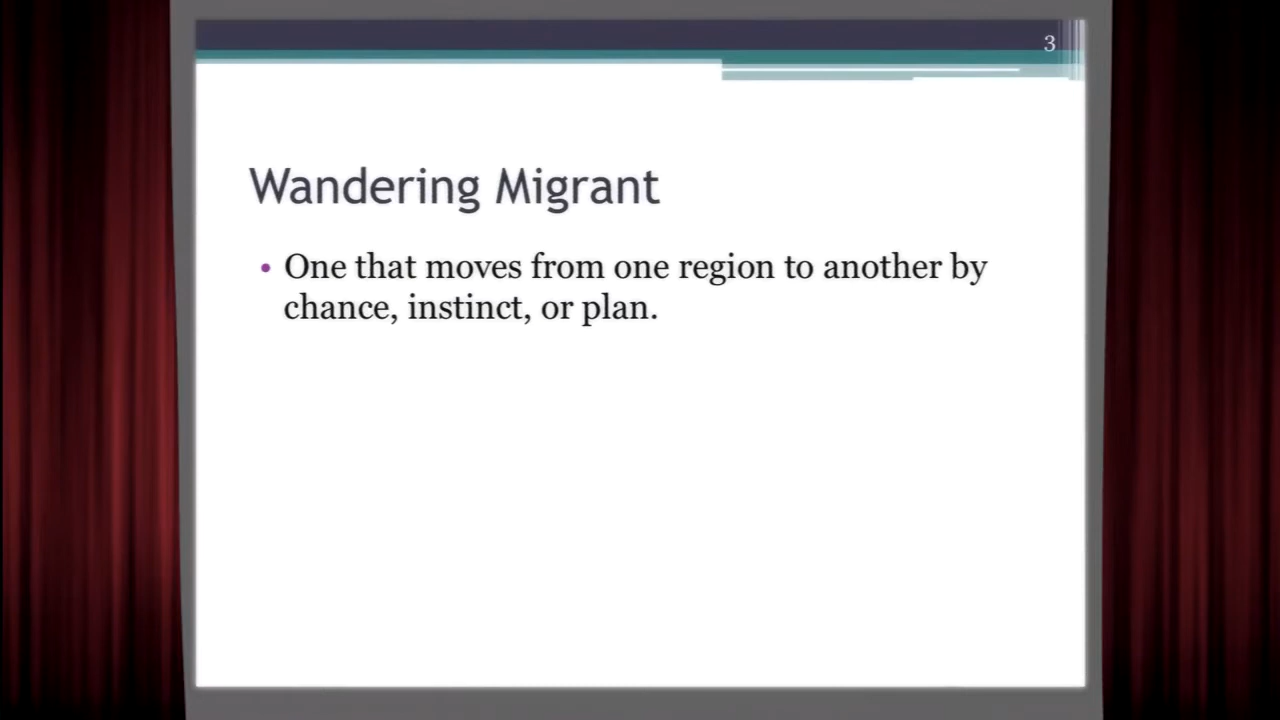 3
Wandering Migrant
• One that moves from one region to another by
chance, instinct, or plan.